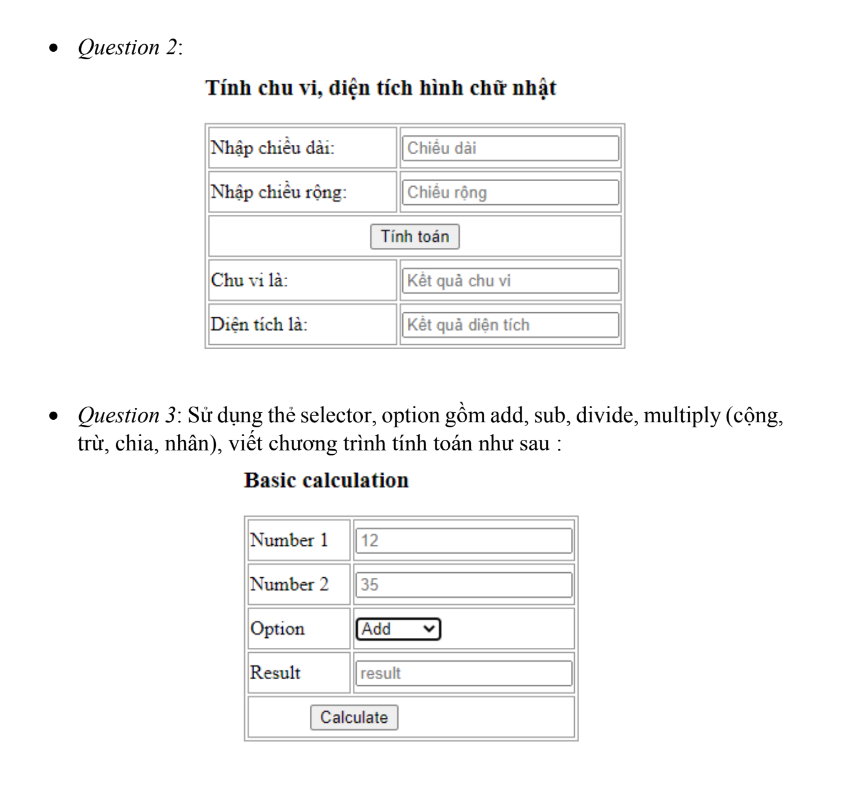 • Question 2:
Tính chu vi, diện tích hình chữ nhật
Nhập chiều dài: Chiều dài
Nhập chiều rộng: Chiều rộng
Tính toán
Chu vi là: Kết quả chu vi
Diện tích là: Kết quả diện tích
• Question 3: Sử dụng thẻ selector, option gồm add, sub, divide, multiply (cộng,
trừ, chia, nhân), viết chương trình tính toán như sau :
Basic calculation
Number 1 12
Number 2 35
Option Add
Result result
Calculate